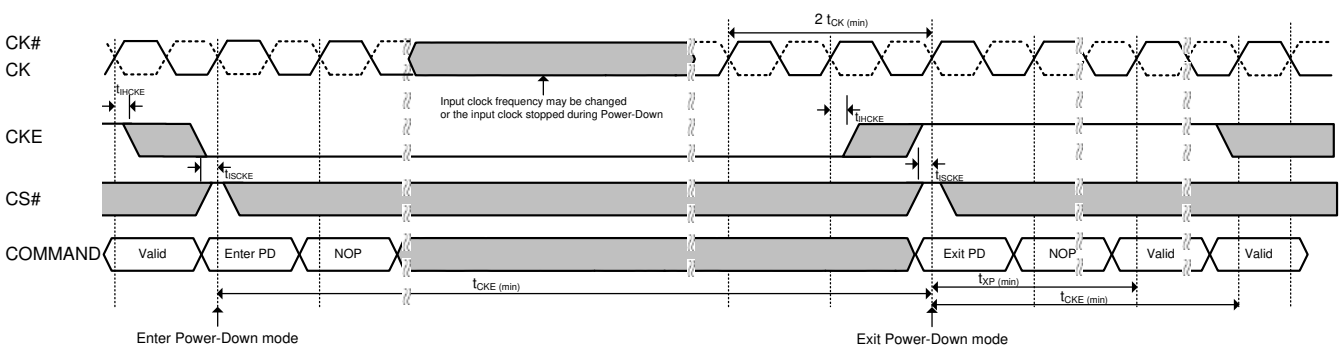 2 tCK (min)
CK#
CK
tIHCKE
Input clock frequency may be changed
or the input clock stopped during Power-Down
tIHCKE
CKE
tISCKE
tISCKE
CS#
COMMAND
Valid
Enter PD
NOP
Exit PD
NOP
Valid
Valid
tCKE (min)
tXP (min)
tCKE (min)
Enter Power-Down mode
Exit Power-Down mode